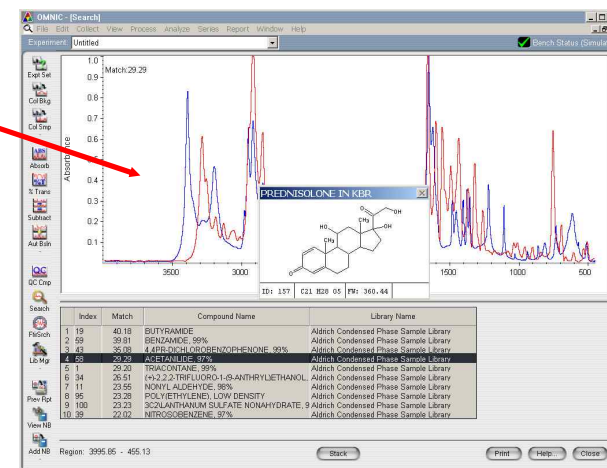 OMNIC - [Search]
File Edit Collect View Process Analyze Series Report Window Help
Experiment: Untitled
Bench Status (Simulat
Expt Set
Col Bkg
Col Smp
Absorb
% Trans
Subtract
Aut Bsln
QC Cmp
Search
Lib Mgr
Prev Rpt
View NB
Add NB
Match:29.29
Absorbance
1.0
0.9
0.8
0.7
0.6
0.4
0.3
0.2
0.1
3500 3000 1500 500
PREDNISOLONE IN KBR
O OH
HO CH3 OH
CH3
O
ID: 157 C21 H28 O5 FW: 360.44
Index Match Compound Name Library Name
1 19 40.18 BUTYRAMIDE Aldrich Condensed Phase Sample Library
2 59 39.81 BENZAMIDE, 99% Aldrich Condensed Phase Sample Library
3 43 35.08 4,4PR-DICHLOROBENZOPHENONE, 99% Aldrich Condensed Phase Sample Library
4 58 29.29 ACETANILIDE, 97% Aldrich Condensed Phase Sample Library
5 1 29.20 TRIACONTANE, 99% Aldrich Condensed Phase Sample Library
6 34 26.51 (+)-2,2,2-TRIFLUORO-1-(9-ANTHRYL)ETHANOL, Aldrich Condensed Phase Sample Library
7 11 23.55 NONYL ALDEHYDE, 98% Aldrich Condensed Phase Sample Library
8 95 23.28 POLY(ETHYLENE), LOW DENSITY Aldrich Condensed Phase Sample Library
9 100 23.23 3C2\LANTHANUM SULFATE NONAHYDRATE, 9 Aldrich Condensed Phase Sample Library
10 39 22.02 NITROSOBENZENE, 97% Aldrich Condensed Phase Sample Library
Region: 3995.85 - 455.13
Stack
Print Help... Close